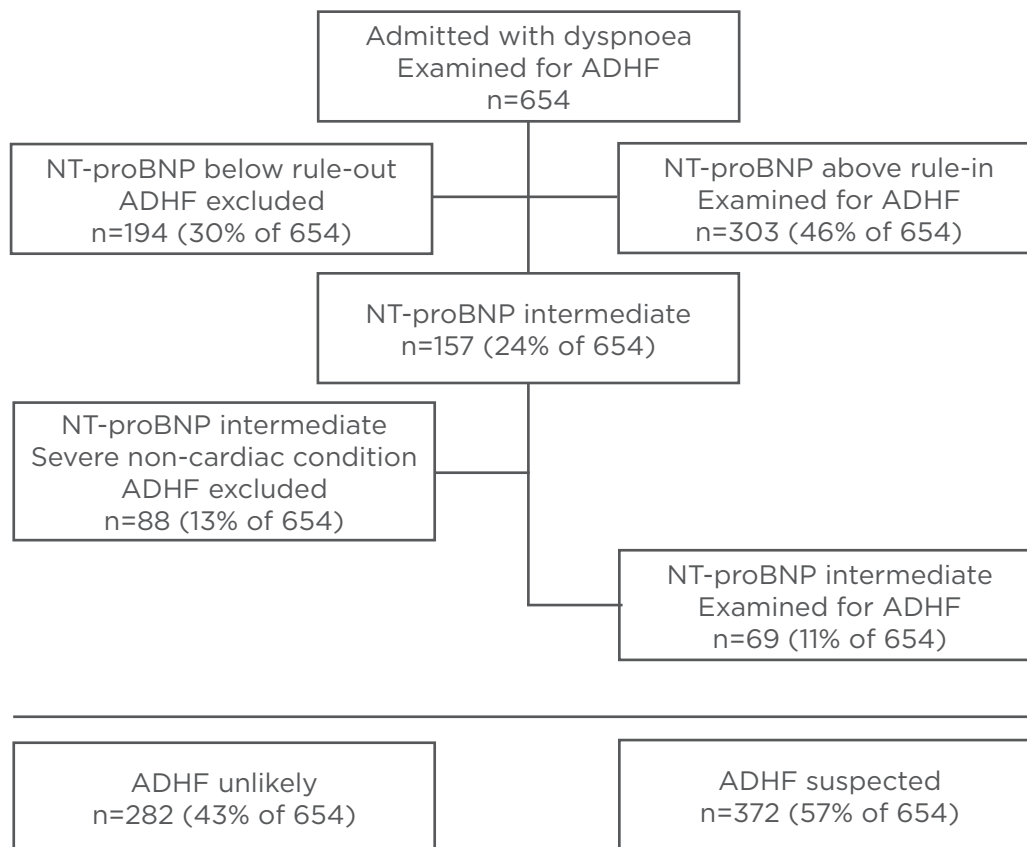 Admitted with dyspnoea
Examined for ADHF
n=654
NT-proBNP below rule-out
ADHF excluded
n=194 (30% of 654)
NT-proBNP above rule-in
Examined for ADHF
n=303 (46% of 654)
NT-proBNP intermediate
n=157 (24% of 654)
NT-proBNP intermediate
Severe non-cardiac condition
ADHF excluded
n=88 (13% of 654)
NT-proBNP intermediate
Examined for ADHF
n=69 (11% of 654)
ADHF unlikely
n=282 (43% of 654)
ADHF suspected
n=372 (57% of 654)